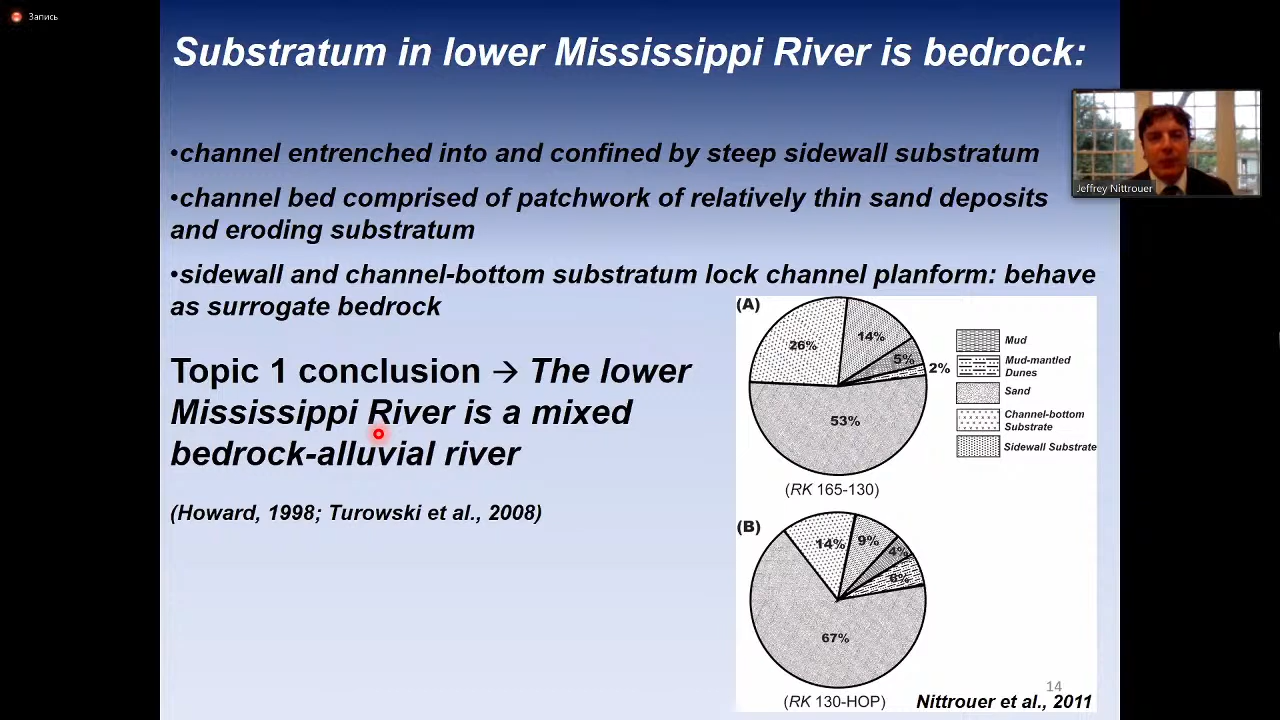 Запись
Substratum in lower Mississippi River is bedrock:
Jeffrey Nittrouer
•channel entrenched into and confined by steep sidewall substratum
•channel bed comprised of patchwork of relatively thin sand deposits
and eroding substratum
•sidewall and channel-bottom substratum lock channel planform: behave
as surrogate bedrock
Topic 1 conclusion → The lower
Mississippi River is a mixed
bedrock-alluvial river
(Howard, 1998; Turowski et al., 2008)
(A)
26%
14%
5%
2%
53%
(RK 165-130)
Mud
Mud-mantled
Dunes
Sand
Channel-bottom
Substrate
Sidewall Substrate
(B)
14%
9%
4%
6%
67%
(RK 130-HOP)
14
Nittrouer et al., 2011